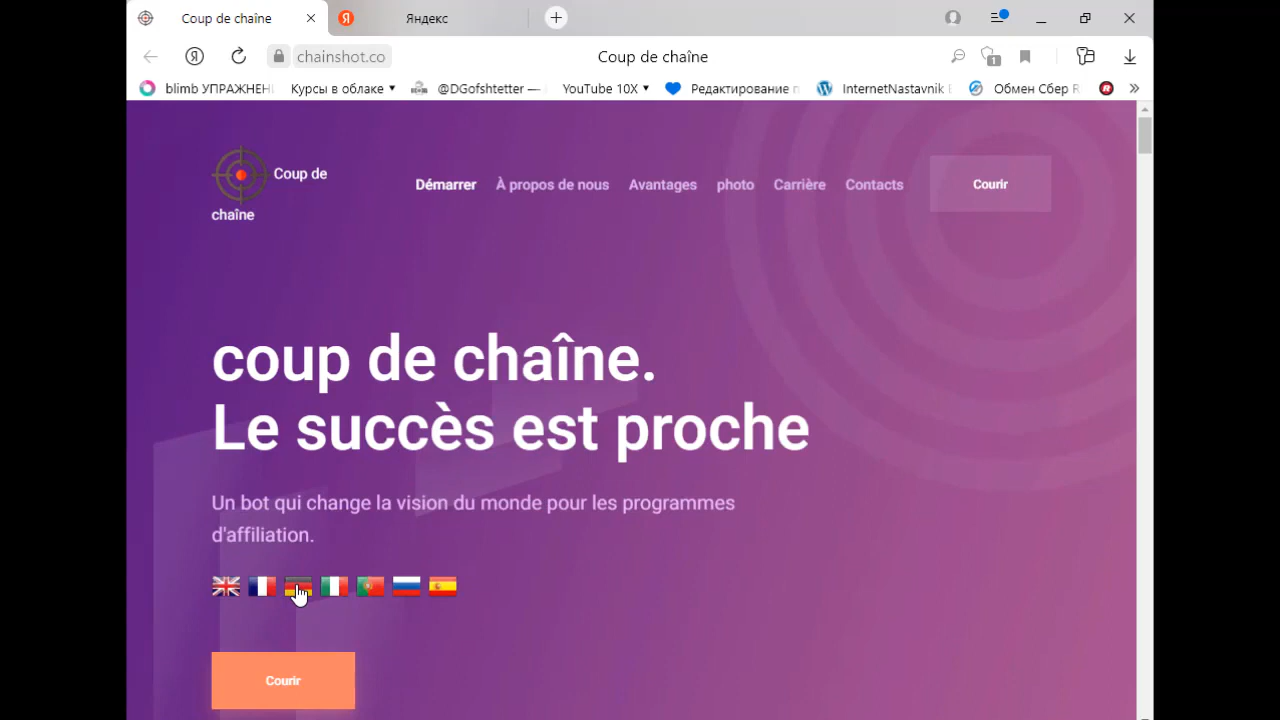 Coup de chaîne
Яндекс
chainshot.co
Coup de chaîne
1
blimb УПРАЖНЕН
Курсы в облаке
@DGofshtetter —
YouTube 10X
Редактирование
InternetNastavnik
Обмен Сбер
Coup de
chaîne
Démarrer
À propos de nous
Avantages
photo
Carrière
Contacts
Courir
coup de chaîne.
Le succès est proche
Un bot qui change la vision du monde pour les programmes
d'affiliation.
Courir